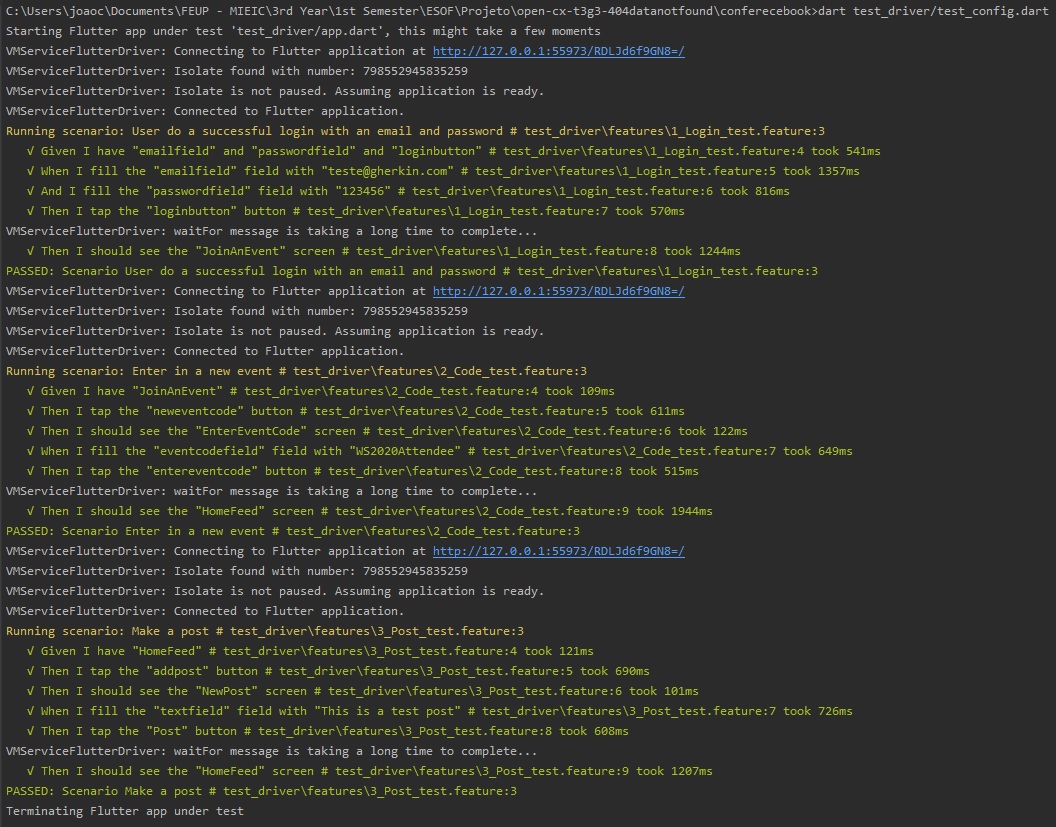 C:\Users\joaoc\Documents\FEUP - MIEIC\3rd Year\1st Semester\ESOF\Projeto\open-cx-t3g3-404datanotfound\conferecebook>dart test_driver/test_config.dart
Starting Flutter app under test 'test_driver/app.dart', this might take a few moments
VMServiceFlutterDriver: Connecting to Flutter application at http://127.0.0.1:55973/RDLJd6f9GN8=/
VMServiceFlutterDriver: Isolate found with number: 798552945835259
VMServiceFlutterDriver: Isolate is not paused. Assuming application is ready.
VMServiceFlutterDriver: Connected to Flutter application.
Running scenario: User do a successful login with an email and password # test_driver\features\1_Login_test.feature:3
√ Given I have "emailfield" and "passwordfield" and "loginbutton" # test_driver\features\1_Login_test.feature:4 took 541ms
√ When I fill the "emailfield" field with "teste@gherkin.com" # test_driver\features\1_Login_test.feature:5 took 1357ms
√ And I fill the "passwordfield" field with "123456" # test_driver\features\1_Login_test.feature:6 took 816ms
√ Then I tap the "loginbutton" button # test_driver\features\1_Login_test.feature:7 took 570ms
VMServiceFlutterDriver: waitFor message is taking a long time to complete...
√ Then I should see the "JoinAnEvent" screen # test_driver\features\1_Login_test.feature:8 took 1244ms
PASSED: Scenario User do a successful login with an email and password # test_driver\features\1_Login_test.feature:3
VMServiceFlutterDriver: Connecting to Flutter application at http://127.0.0.1:55973/RDLJd6f9GN8=/
VMServiceFlutterDriver: Isolate found with number: 798552945835259
VMServiceFlutterDriver: Isolate is not paused. Assuming application is ready.
VMServiceFlutterDriver: Connected to Flutter application.
Running scenario: Enter in a new event # test_driver\features\2_Code_test.feature:3
√ Given I have "JoinAnEvent" # test_driver\features\2_Code_test.feature:4 took 109ms
√ Then I tap the "neweventcode" button # test_driver\features\2_Code_test.feature:5 took 611ms
√ Then I should see the "EnterEventCode" screen # test_driver\features\2_Code_test.feature:6 took 122ms
√ When I fill the "eventcodefield" field with "WS2020Attendee" # test_driver\features\2_Code_test.feature:7 took 649ms
√ Then I tap the "entereventcode" button # test_driver\features\2_Code_test.feature:8 took 515ms
VMServiceFlutterDriver: waitFor message is taking a long time to complete...
√ Then I should see the "HomeFeed" screen # test_driver\features\2_Code_test.feature:9 took 1944ms
PASSED: Scenario Enter in a new event # test_driver\features\2_Code_test.feature:3
VMServiceFlutterDriver: Connecting to Flutter application at http://127.0.0.1:55973/RDLJd6f9GN8=/
VMServiceFlutterDriver: Isolate found with number: 798552945835259
VMServiceFlutterDriver: Isolate is not paused. Assuming application is ready.
VMServiceFlutterDriver: Connected to Flutter application.
Running scenario: Make a post # test_driver\features\3_Post_test.feature:3
√ Given I have "HomeFeed" # test_driver\features\3_Post_test.feature:4 took 121ms
√ Then I tap the "addpost" button # test_driver\features\3_Post_test.feature:5 took 690ms
√ Then I should see the "NewPost" screen # test_driver\features\3_Post_test.feature:6 took 101ms
√ When I fill the "textfield" field with "This is a test post" # test_driver\features\3_Post_test.feature:7 took 726ms
√ Then I tap the "Post" button # test_driver\features\3_Post_test.feature:8 took 608ms
VMServiceFlutterDriver: waitFor message is taking a long time to complete...
√ Then I should see the "HomeFeed" screen # test_driver\features\3_Post_test.feature:9 took 1207ms
PASSED: Scenario Make a post # test_driver\features\3_Post_test.feature:3
Terminating Flutter app under test